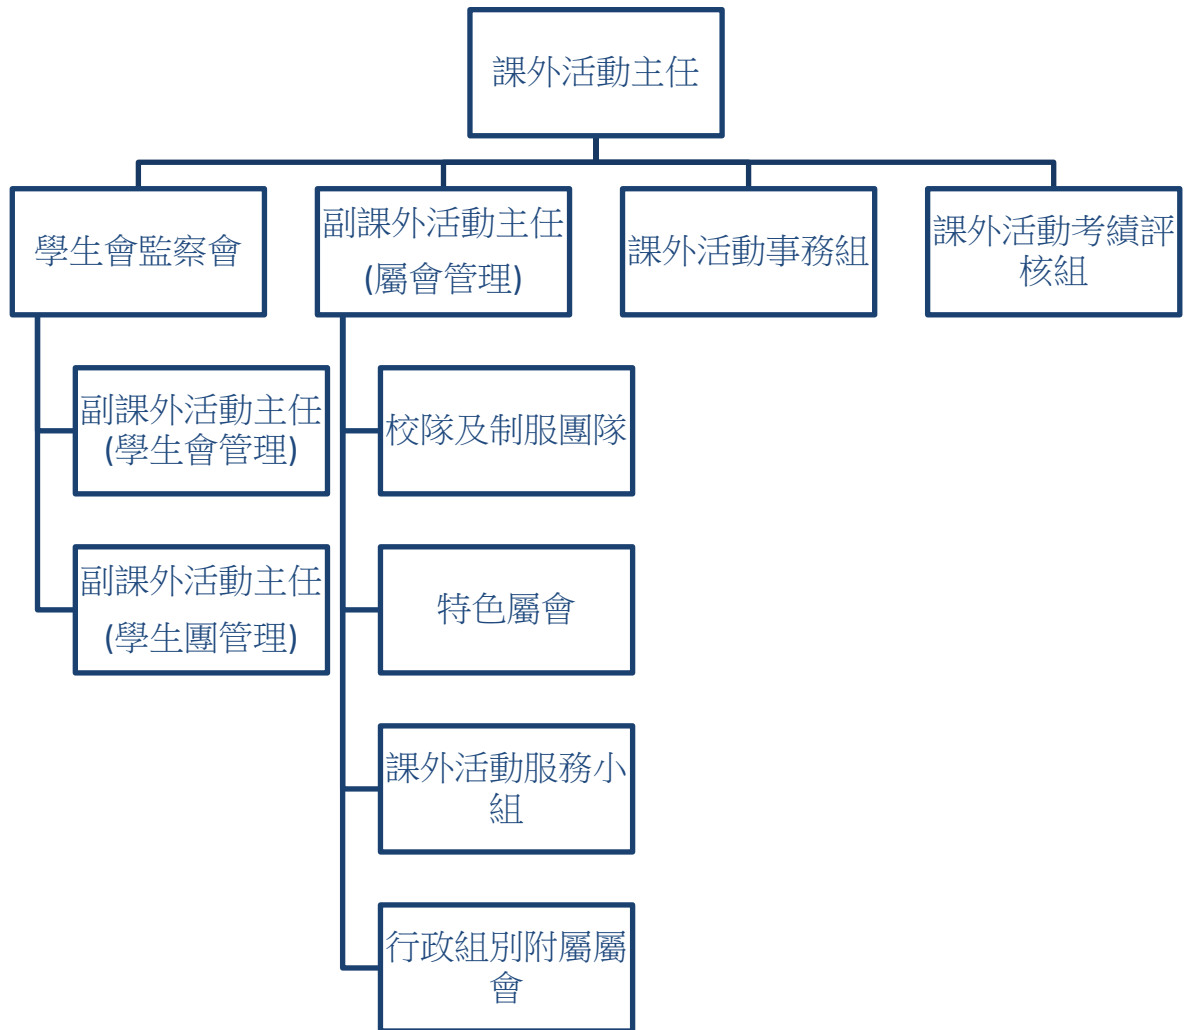 課外活動主任
學生會監察會
副課外活動主任
(屬會管理)
課外活動事務組
課外活動考績評
核組
副課外活動主任
(學生會管理)
校隊及制服團隊
副課外活動主任
(學生團管理)
特色屬會
課外活動服務小
組
行政組別附屬屬
會